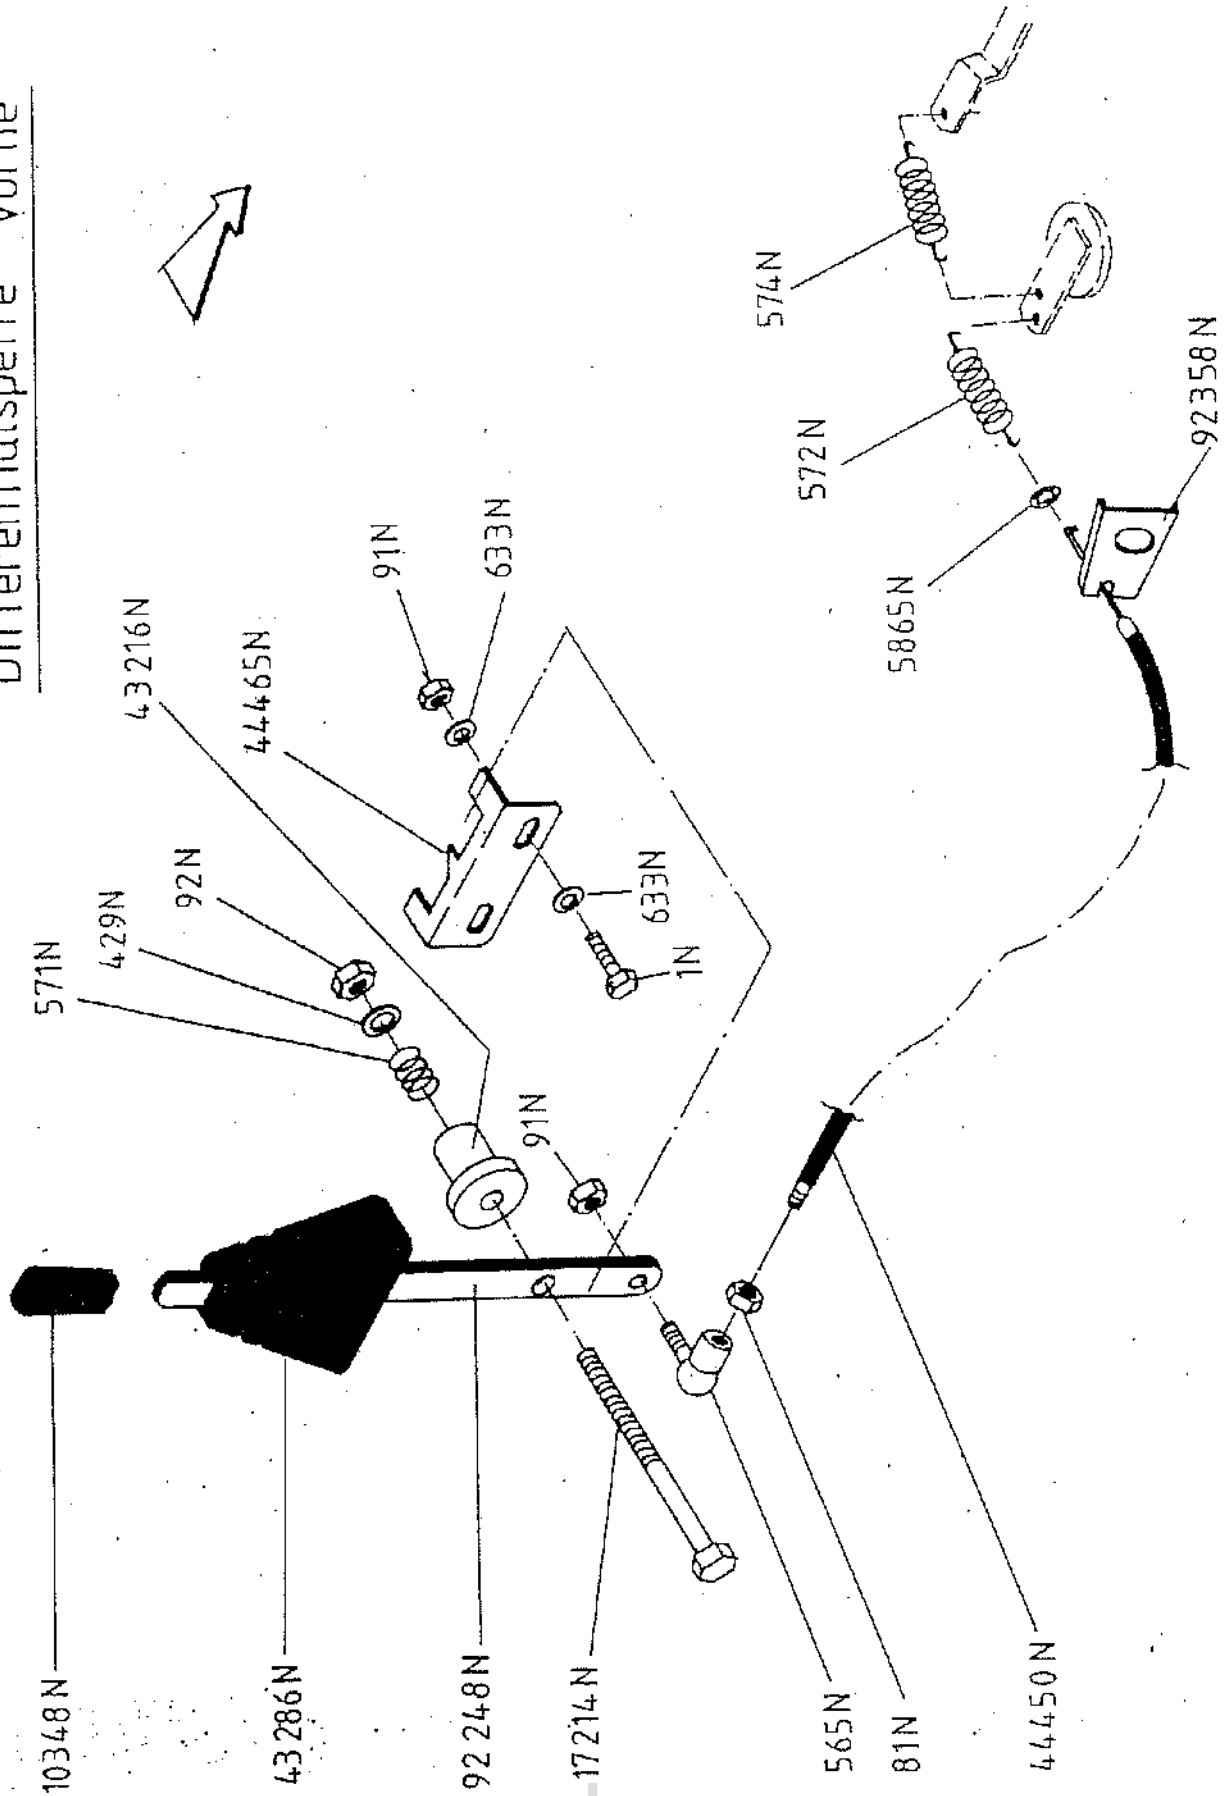 Differentialsperre vorne
10348N
43286N
92248N
17214N
565N
81N
44450N
571N
429N
92N
43216N
44465N
91N
633N
91N
633N
1N
574N
572N
5865N
92358N